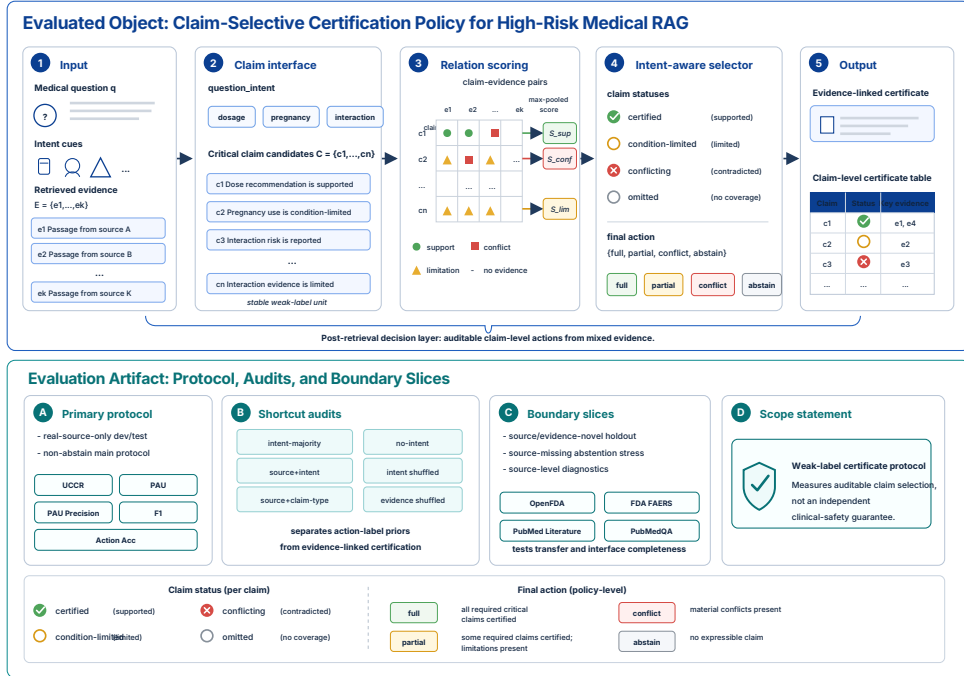 Evaluated Object: Claim-Selective Certification Policy for High-Risk Medical RAG
1 Input
Medical question q
?
Intent cues
...
Retrieved evidence
E = {e1,...,ek}
e1 Passage from source A
e2 Passage from source B
...
ek Passage from source K
2 Claim interface
question_intent
dosage pregnancy interaction
Critical claim candidates C = {c1,...,cn}
c1 Dose recommendation is supported
c2 Pregnancy use is condition-limited
c3 Interaction risk is reported
...
cn Interaction evidence is limited
stable weak-label unit
3 Relation scoring
claim-evidence pairs
e1 e2 ... ek max-pooled score
c1 S_sup
c2 ... S_conf
... ...
cn S_lim
support conflict
limitation - no evidence
4 Intent-aware selector
claim statuses
certified (supported)
condition-limited (limited)
conflicting (contradicted)
omitted (no coverage)
final action
{full, partial, conflict, abstain}
full partial conflict abstain
5 Output
Evidence-linked certificate
Claim-level certificate table
Claim Status Key evidence
c1 e1, e4
c2 e2
c3 e3
... ... ...
Post-retrieval decision layer: auditable claim-level actions from mixed evidence.
Evaluation Artifact: Protocol, Audits, and Boundary Slices
A Primary protocol
- real-source-only dev/test
- non-abstain main protocol
UCCR PAU
PAU Precision F1
Action Acc
B Shortcut audits
intent-majority no-intent
source+intent intent shuffled
source+claim-type evidence shuffled
separates action-label priors
from evidence-linked certification
C Boundary slices
- source/evidence-novel holdout
- source-missing abstention stress
- source-level diagnostics
OpenFDA FDA FAERS
PubMed Literature PubMedQA
tests transfer and interface completeness
D Scope statement
Weak-label certificate protocol
Measures auditable claim selection,
not an independent
clinical-safety guarantee.
Claim status (per claim)
certified (supported) conflicting (contradicted)
condition-limited (limited) omitted (no coverage)
Final action (policy-level)
full all required critical
claims certified
conflict material conflicts present
partial some required claims certified;
limitations present
abstain no expressible claim